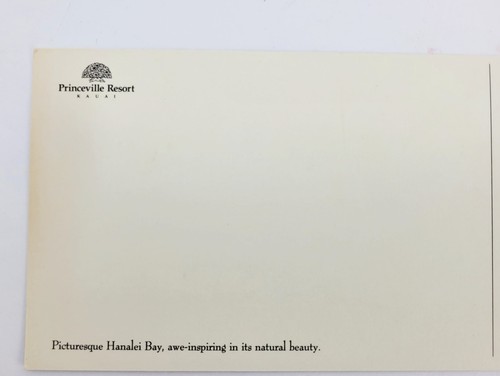 Princeville Resort
KAUAI
Picturesque Hanalei Bay, awe-inspiring in its natural beauty.